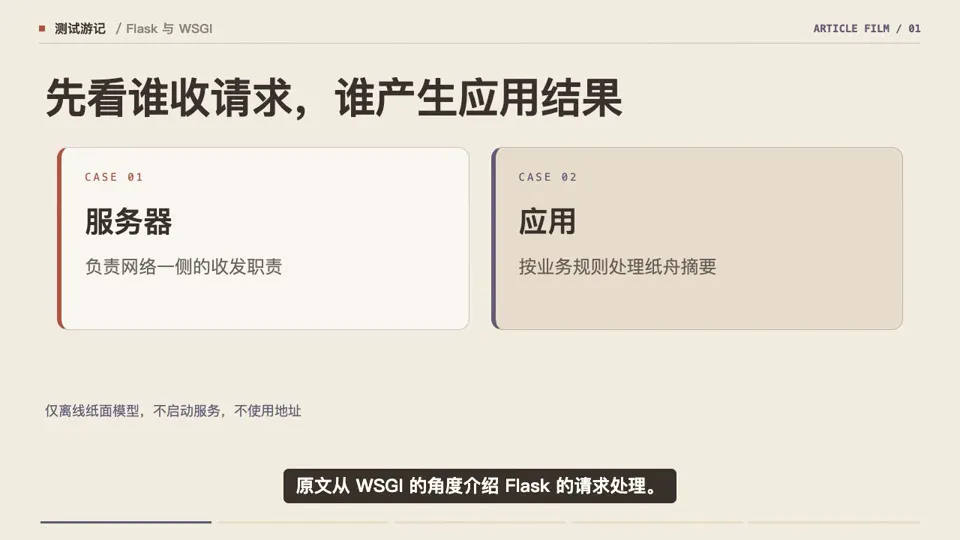 测试游记 / Flask 与 WSGI
ARTICLE FILM / 01
先看谁收请求，谁产生应用结果
CASE 01
服务器
负责网络一侧的收发职责
CASE 02
应用
按业务规则处理纸舟摘要
仅离线纸面模型，不启动服务，不使用地址
原文从 WSGI 的角度介绍 Flask 的请求处理。